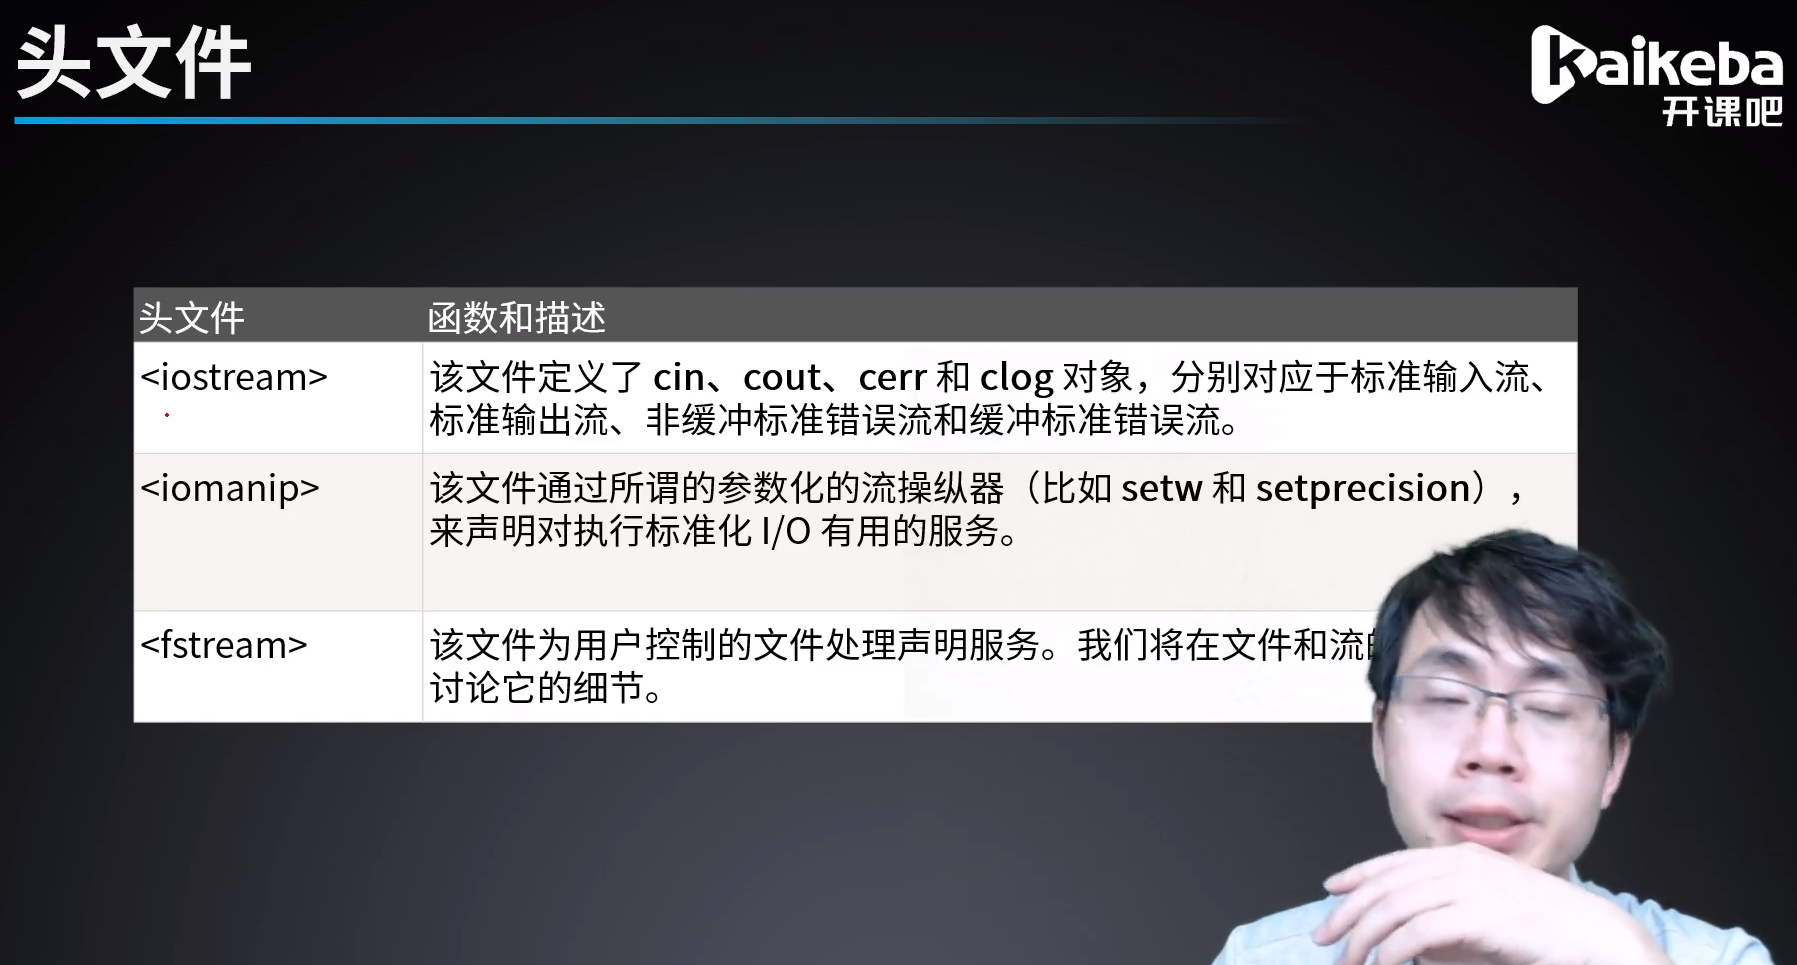 头文件
kaikeba
开课吧
头文件 函数和描述
<iostream> 该文件定义了 cin、cout、cerr 和 clog 对象，分别对应于标准输入流、
标准输出流、非缓冲标准错误流和缓冲标准错误流。
<iomanip> 该文件通过所谓的参数化的流操纵器（比如 setw 和 setprecision），
来声明对执行标准化 I/O 有用的服务。
<fstream> 该文件为用户控制的文件处理声明服务。我们将在文件和流
讨论它的细节。